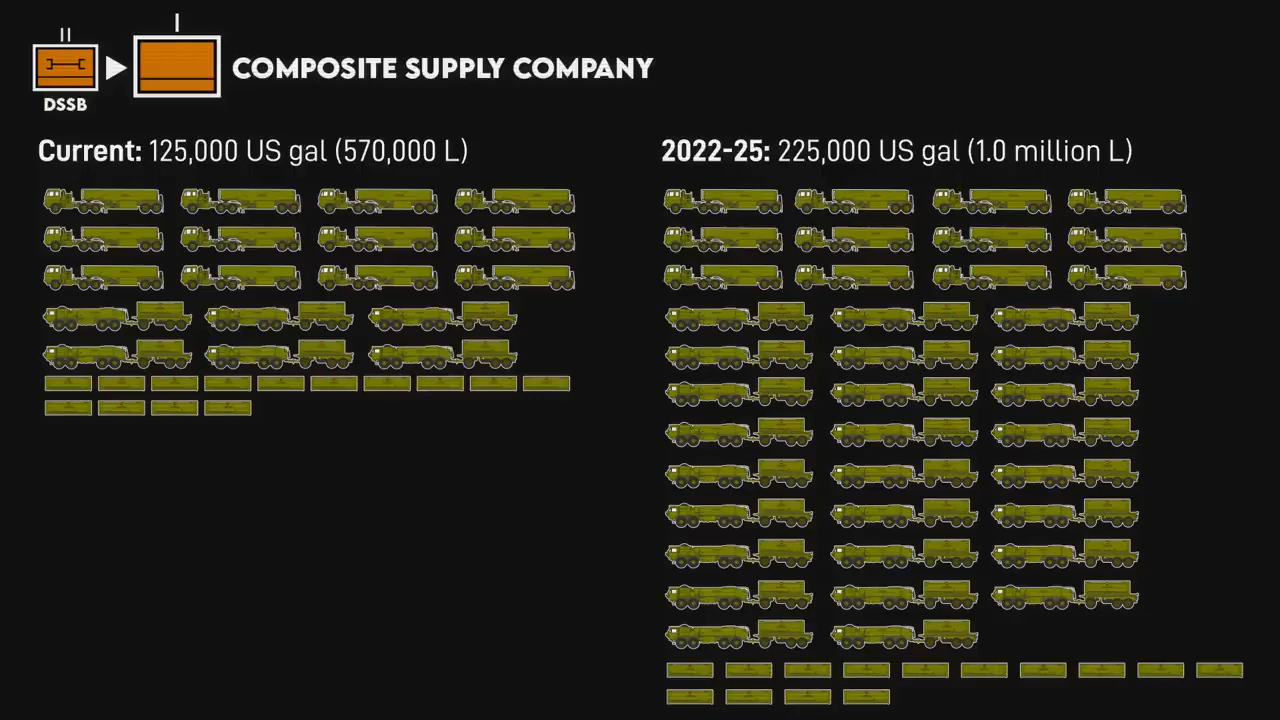 II
I
DSSB
COMPOSITE SUPPLY COMPANY
Current: 125,000 US gal (570,000 L)
2022-25: 225,000 US gal (1.0 million L)